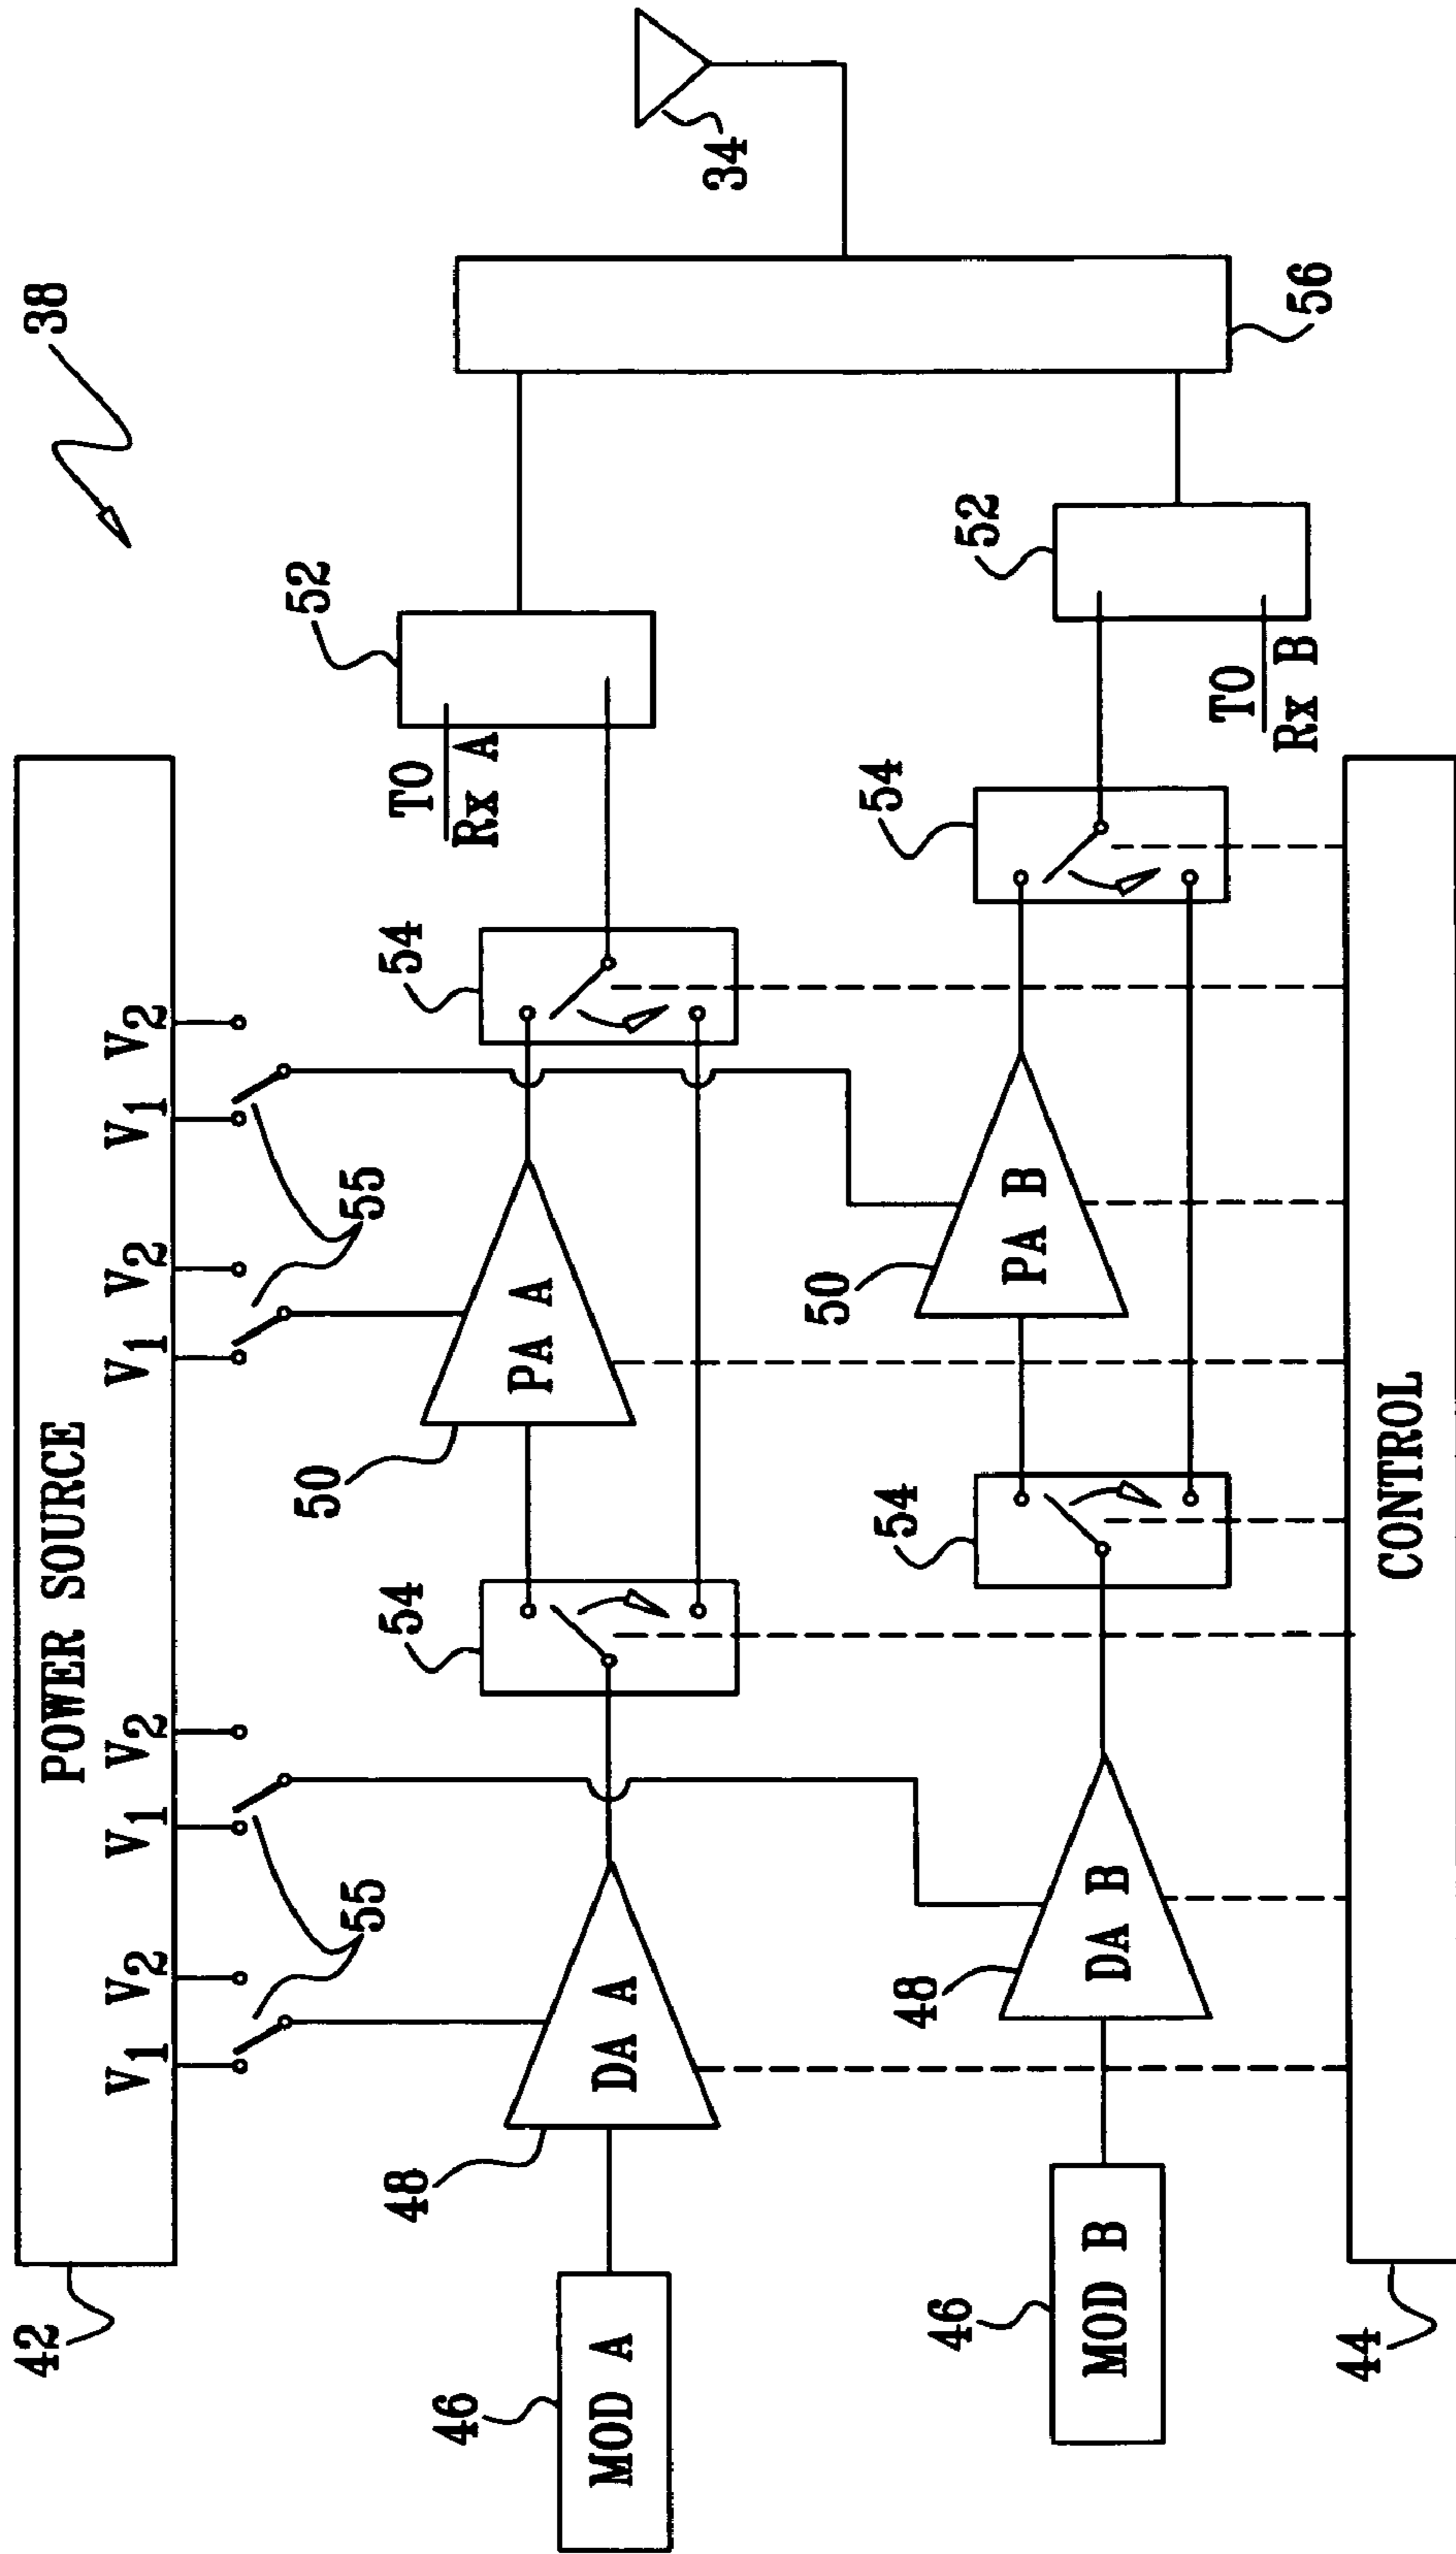 38
42
POWER SOURCE
V1 V2 V1 V2 V1 V2 V1 V2
55
55
52
34
TO
Rx A
54
54
50
PA A
48
DA A
46
MOD A
56
52
TO
Rx B
54
54
50
PA B
48
DA B
46
MOD B
44
CONTROL